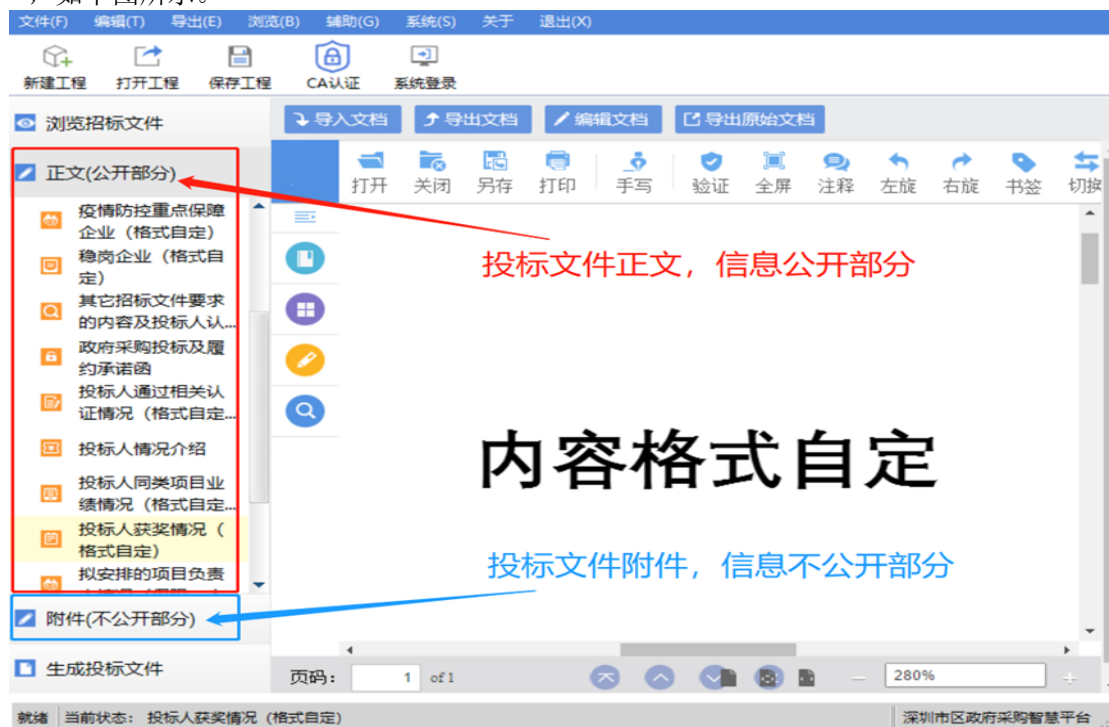 ，如下图所示。
文件(F) 编辑(T) 导出(E) 浏览(B) 辅助(G) 系统(S) 关于 退出(X)
新建工程 打开工程 保存工程 CA认证 系统登录
浏览招标文件
导入文档 导出文档 编辑文档 导出原始文档
正文(公开部分)
打开 关闭 另存 打印 手写 验证 全屏 注释 左旋 右旋 书签 切换
疫情防控重点保障
企业（格式自定）
稳岗企业（格式自
定）
其它招标文件要求
的内容及投标人认...
政府采购投标及履
约承诺函
投标人通过相关认
证情况（格式自定...
投标人情况介绍
投标人同类项目业
绩情况（格式自定...
投标人获奖情况（
格式自定）
拟安排的项目负责
投标文件正文，信息公开部分
内容格式自定
投标文件附件，信息不公开部分
附件(不公开部分)
生成投标文件
页码: 1 of 1 280%
就绪 当前状态: 投标人获奖情况（格式自定） 深圳市区政府采购智慧平台